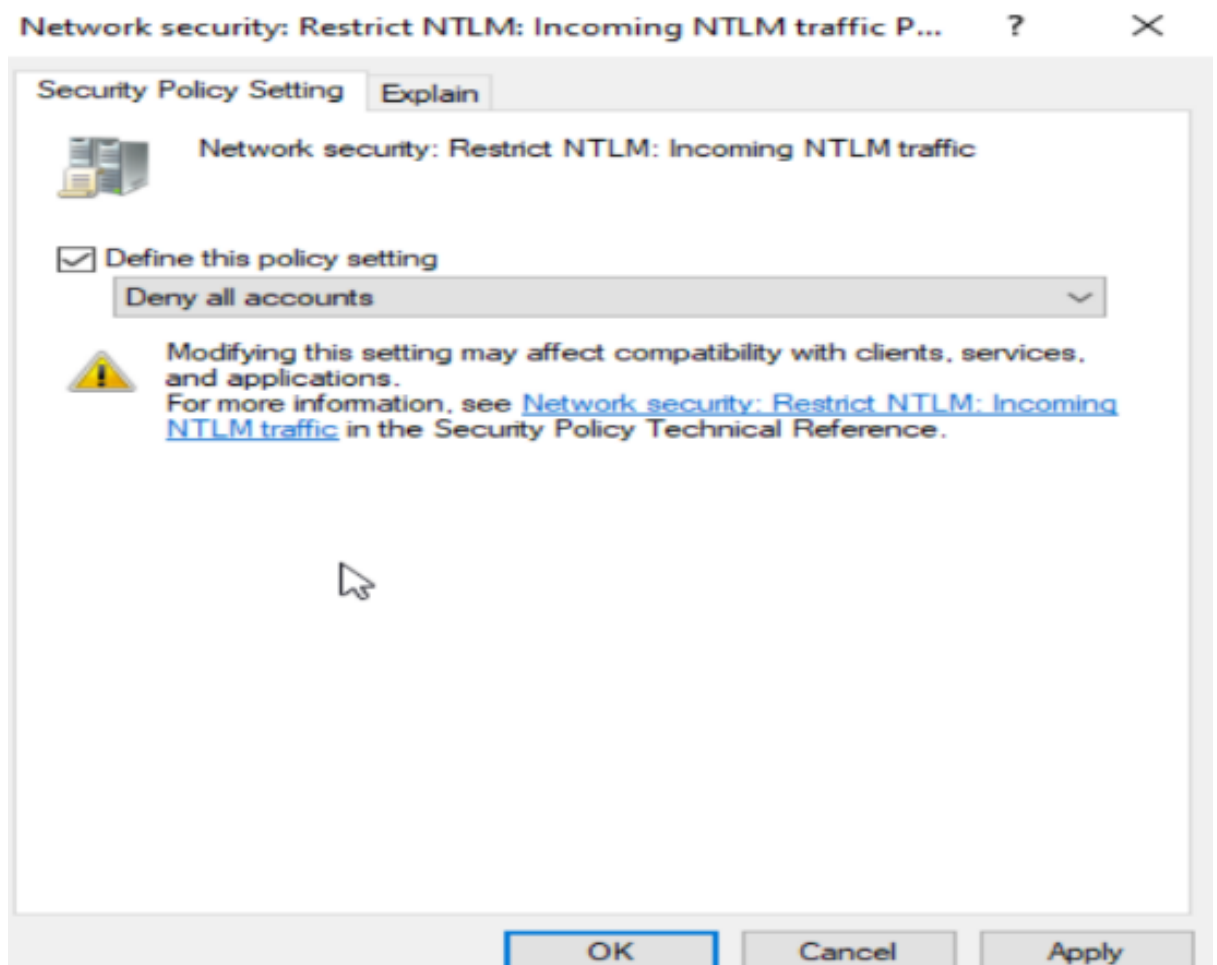 Network security: Restrict NTLM: Incoming NTLM traffic P... ?
Security Policy Setting Explain
Network security: Restrict NTLM: Incoming NTLM traffic
Define this policy setting
Deny all accounts
Modifying this setting may affect compatibility with clients, services,
and applications.
For more information, see Network security: Restrict NTLM: Incoming
NTLM traffic in the Security Policy Technical Reference.
OK Cancel Apply